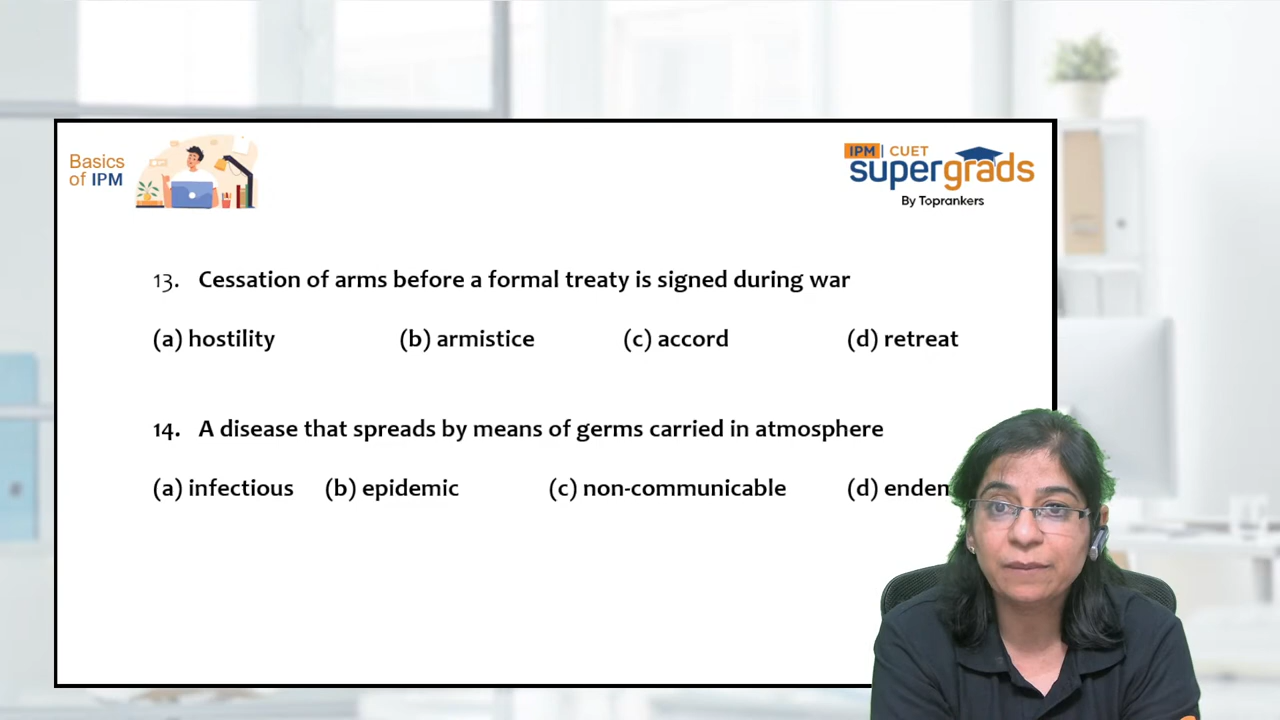 Basics
of IPM
IPM | CUET
supergrads
By Toprankers
13. Cessation of arms before a formal treaty is signed during war
(a) hostility (b) armistice (c) accord (d) retreat
14. A disease that spreads by means of germs carried in atmosphere
(a) infectious (b) epidemic (c) non-communicable (d)